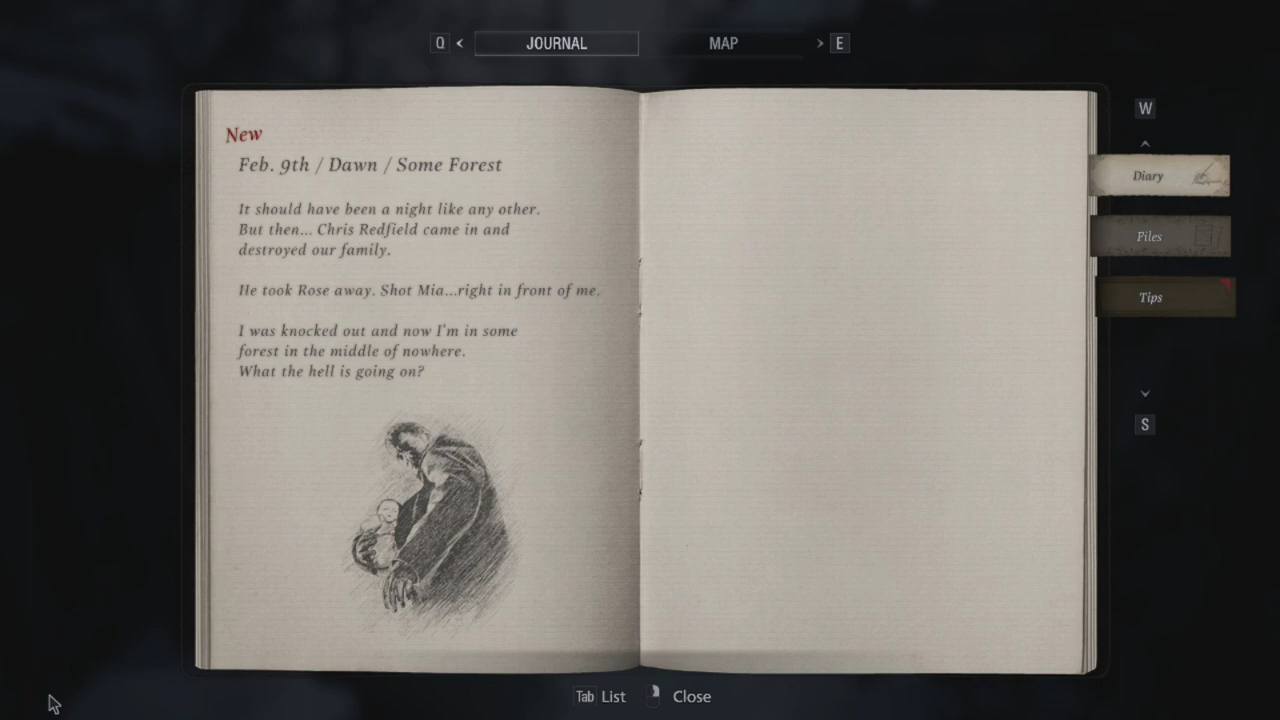 Q < JOURNAL MAP > E
W
New
Feb. 9th / Dawn / Some Forest
It should have been a night like any other.
But then... Chris Redfield came in and
destroyed our family.
He took Rose away. Shot Mia...right in front of me.
I was knocked out and now I'm in some
forest in the middle of nowhere.
What the hell is going on?
Diary
Files
Tips
S
Tab List Close